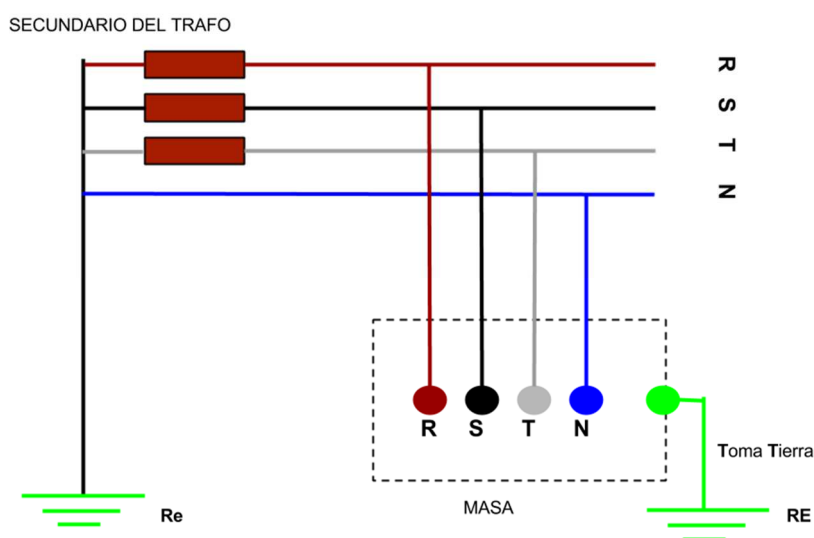 SECUNDARIO DEL TRAFO
R
S
T
N
R S T N
Toma Tierra
MASA
Re
RE